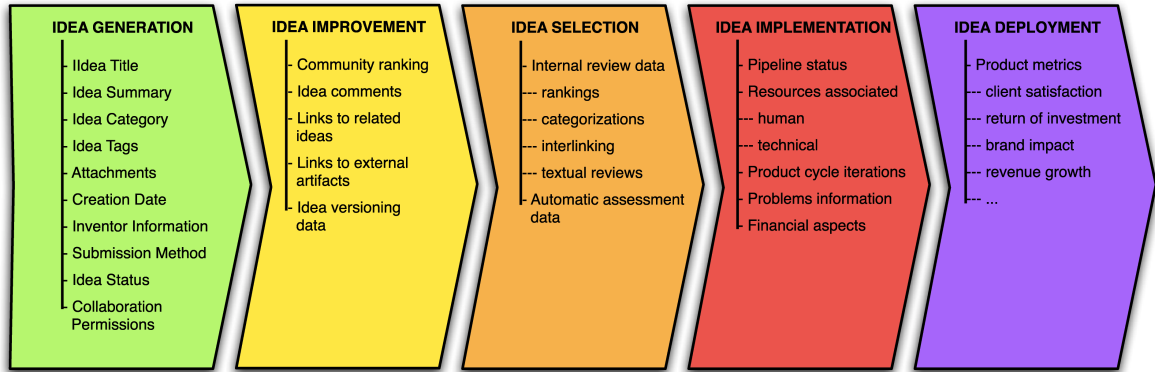 IDEA GENERATION
- IIdea Title
- Idea Summary
- Idea Category
- Idea Tags
- Attachments
- Creation Date
- Inventor Information
- Submission Method
- Idea Status
- Collaboration
Permissions
IDEA IMPROVEMENT
- Community ranking
- Idea comments
- Links to related
ideas
- Links to external
artifacts
- Idea versioning
data
IDEA SELECTION
- Internal review data
--- rankings
--- categorizations
--- interlinking
--- textual reviews
- Automatic assessment
data
IDEA IMPLEMENTATION
- Pipeline status
- Resources associated
--- human
--- technical
- Product cycle iterations
- Problems information
- Financial aspects
IDEA DEPLOYMENT
- Product metrics
--- client satisfaction
--- return of investment
--- brand impact
--- revenue growth
--- ...